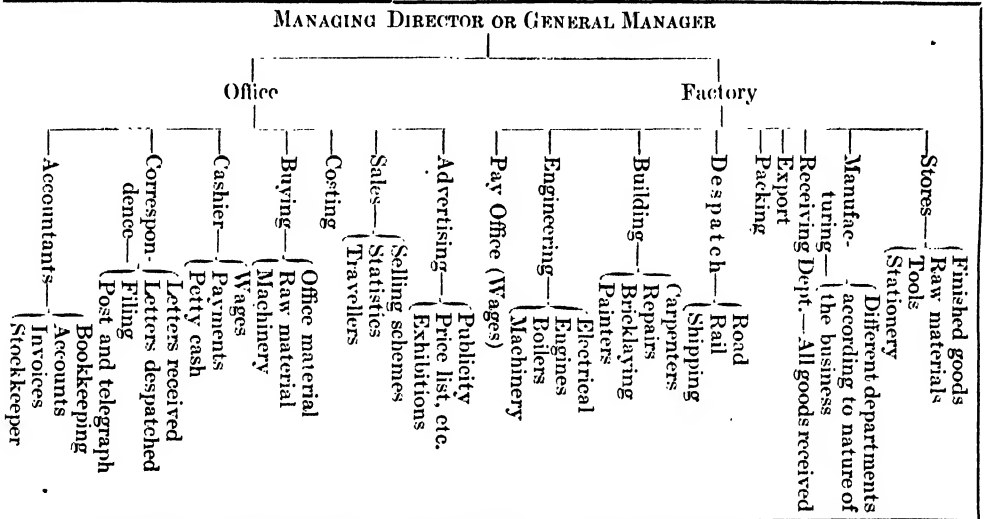 MANAGING DIRECTOR OR GENERAL MANAGER
Office
Factory
Accountants—
Bookkeeping
Accounts
Invoices
Stockkeeper
Correspon-
dence—
Letters received
Letters despatched
Filing
Post and telegraph
Cashier—
Wages
Payments
Petty cash
Buying—
Office material
Raw material
Machinery
Costing
Sales—
Selling schemes
Statistics
Travellers
Advertising—
Publicity
Price list, etc.
Exhibitions
Pay Office (Wages)
Engineering—
Electrical
Engines
Boilers
Machinery
Building—
Carpenters
Repairs
Bricklaying
Painters
Despatch—
Road
Rail
Shipping
Packing
Export
Receiving Dept.—All goods received
Manufac-
turing—
Different departments
according to nature of
the business
Stores—
Finished goods
Raw materials
Tools
Stationery